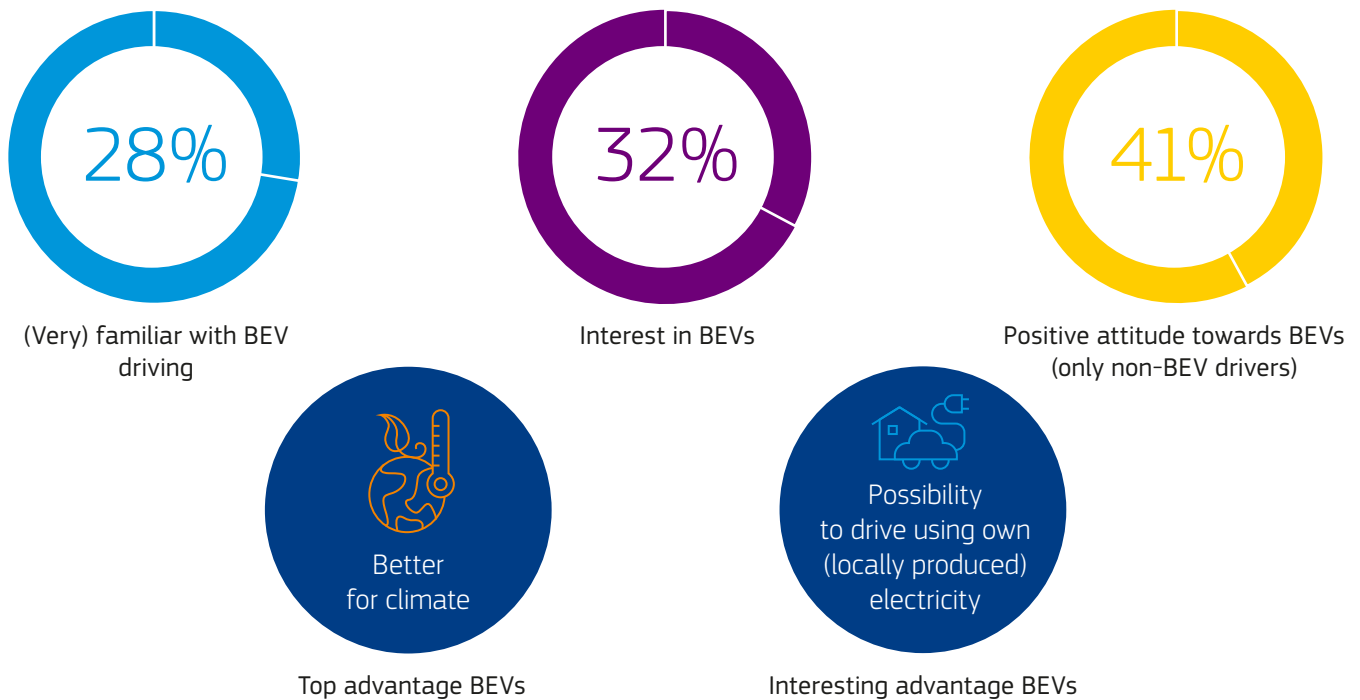 28%
32%
41%
(Very) familiar with BEV
driving
Interest in BEVs
Positive attitude towards BEVs
(only non-BEV drivers)
Better
for climate
Possibility
to drive using own
(locally produced)
electricity
Top advantage BEVs
Interesting advantage BEVs